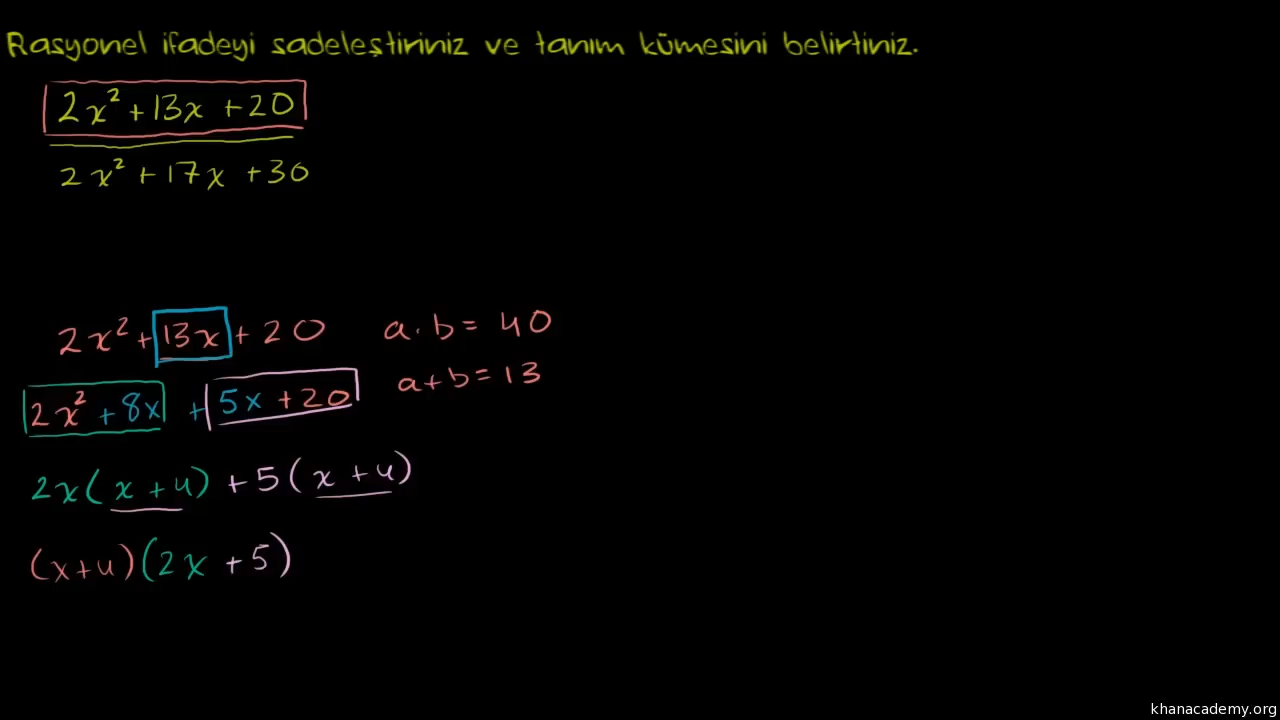 Rasyonel ifadeyi sadeleştiriniz ve tanım kümesini belirtiniz.
2x² + 13x + 20
2x² + 17x + 30
2x² + 13x + 20 a · b = 40
a + b = 13
2x² + 8x + 5x + 20
2x(x + 4) + 5(x + 4)
(x + 4)(2x + 5)
khanacademy.org